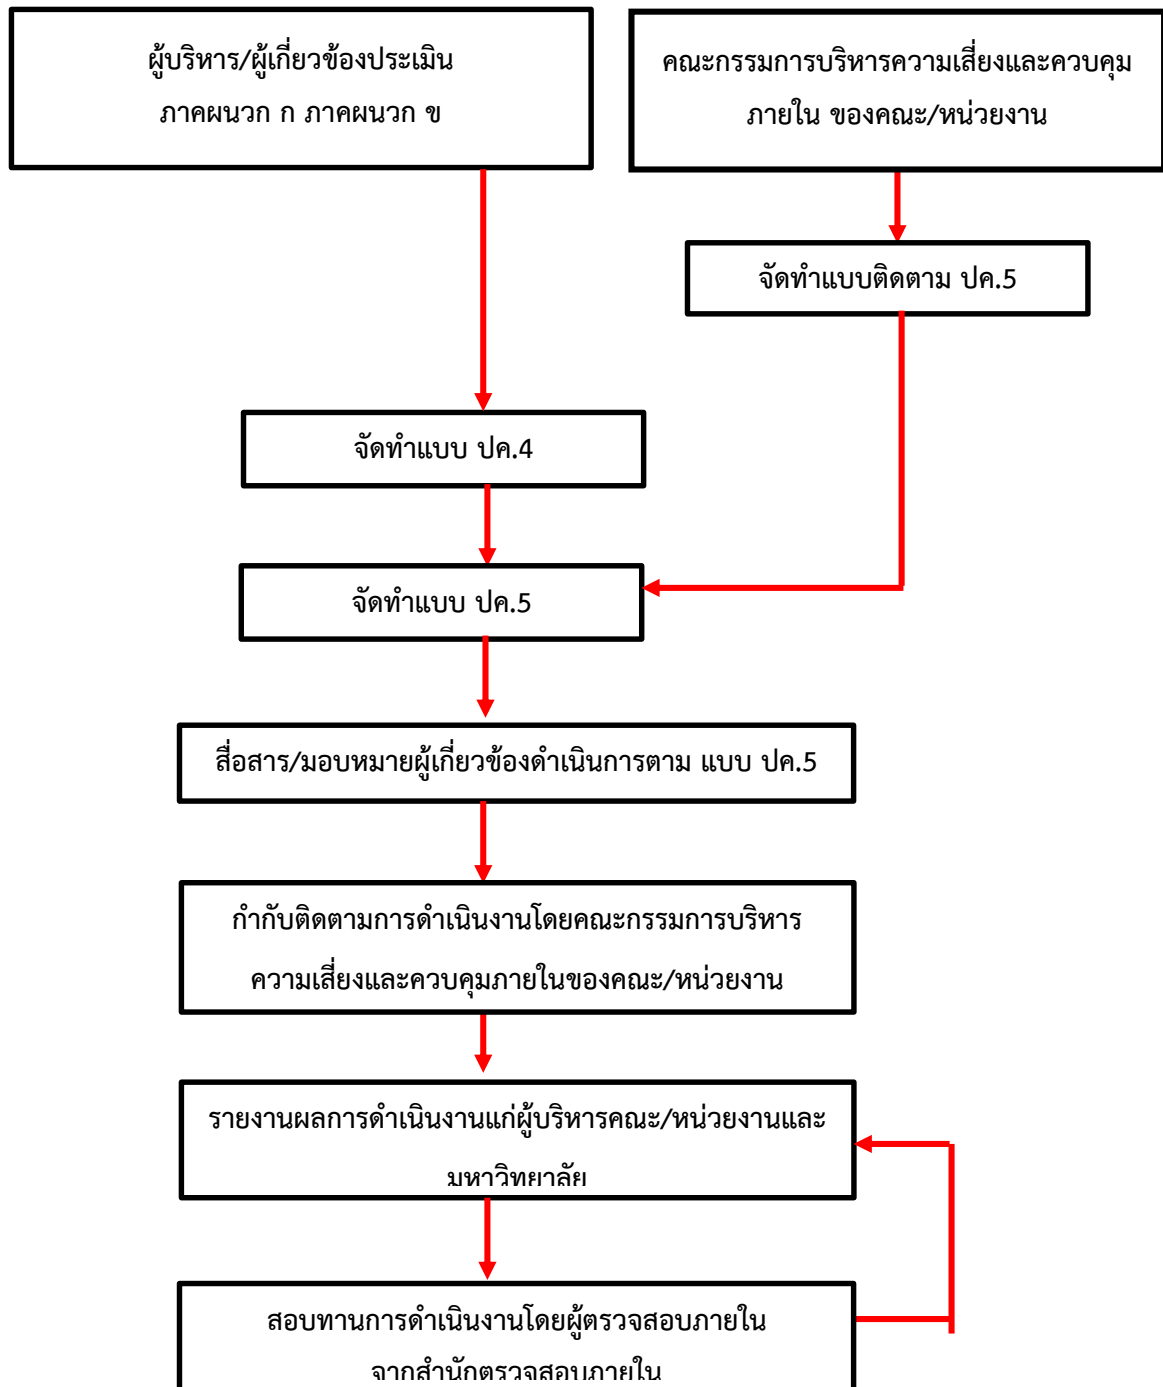 ผู้บริหาร/ผู้เกี่ยวข้องประเมิน
ภาคผนวก ก ภาคผนวก ข
คณะกรรมการบริหารความเสี่ยงและควบคุม
ภายใน ของคณะ/หน่วยงาน
จัดทำแบบติดตาม ปค.5
จัดทำแบบ ปค.4
จัดทำแบบ ปค.5
สื่อสาร/มอบหมายผู้เกี่ยวข้องดำเนินการตาม แบบ ปค.5
กำกับติดตามการดำเนินงานโดยคณะกรรมการบริหาร
ความเสี่ยงและควบคุมภายในของคณะ/หน่วยงาน
รายงานผลการดำเนินงานแก่ผู้บริหารคณะ/หน่วยงานและ
มหาวิทยาลัย
สอบทานการดำเนินงานโดยผู้ตรวจสอบภายใน
จากสำนักตรวจสอบภายใน